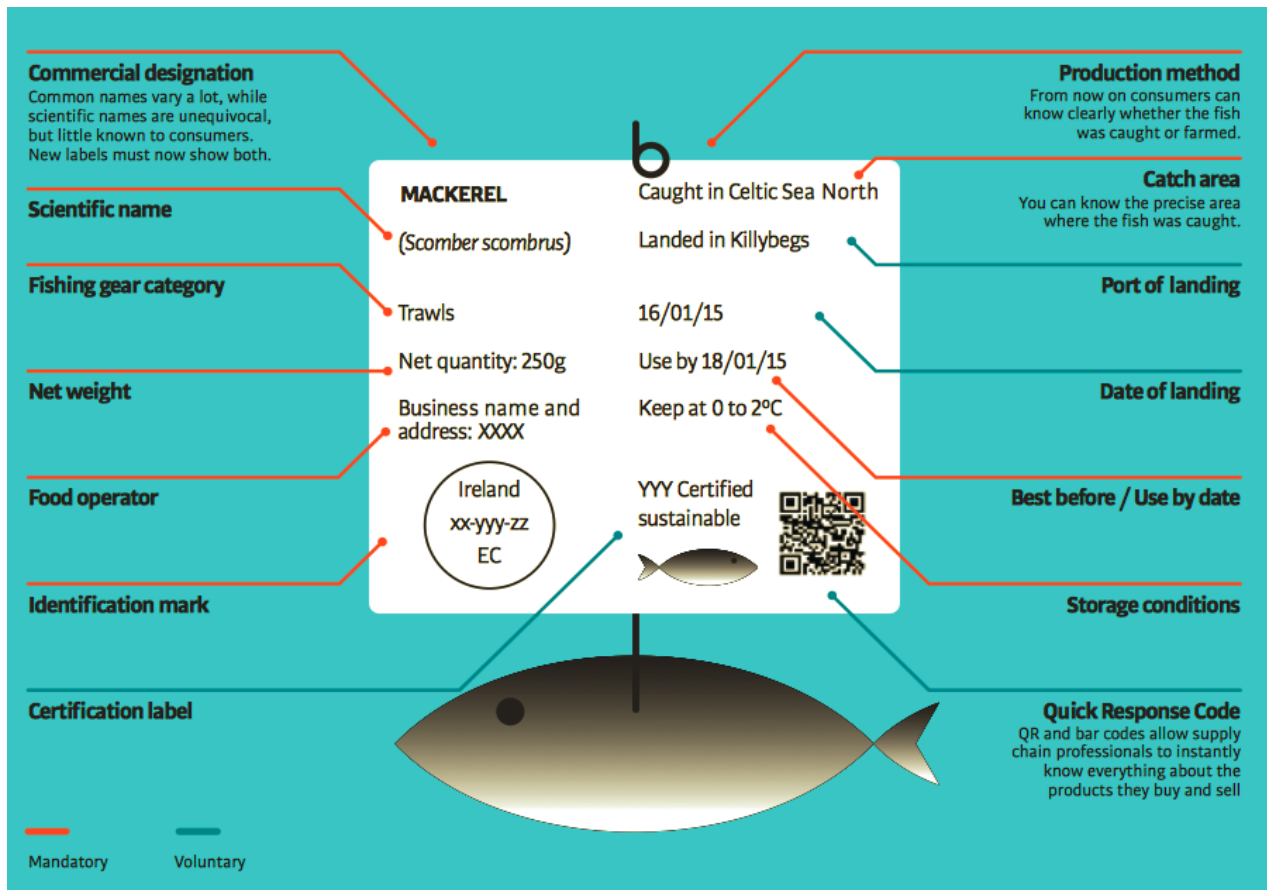 Commercial designation
Common names vary a lot, while
scientific names are unequivocal,
but little known to consumers.
New labels must now show both.
Scientific name
Fishing gear category
Net weight
Food operator
Identification mark
Certification label
MACKEREL
(Scomber scombrus)
Trawls
Net quantity: 250g
Business name and
address: XXXX
Ireland
xx-yyy-zz
EC
Caught in Celtic Sea North
Landed in Killybegs
16/01/15
Use by 18/01/15
Keep at 0 to 2ºC
YYY Certified
sustainable
Production method
From now on consumers can
know clearly whether the fish
was caught or farmed.
Catch area
You can know the precise area
where the fish was caught.
Port of landing
Date of landing
Best before / Use by date
Storage conditions
Quick Response Code
QR and bar codes allow supply
chain professionals to instantly
know everything about the
products they buy and sell
Mandatory
Voluntary